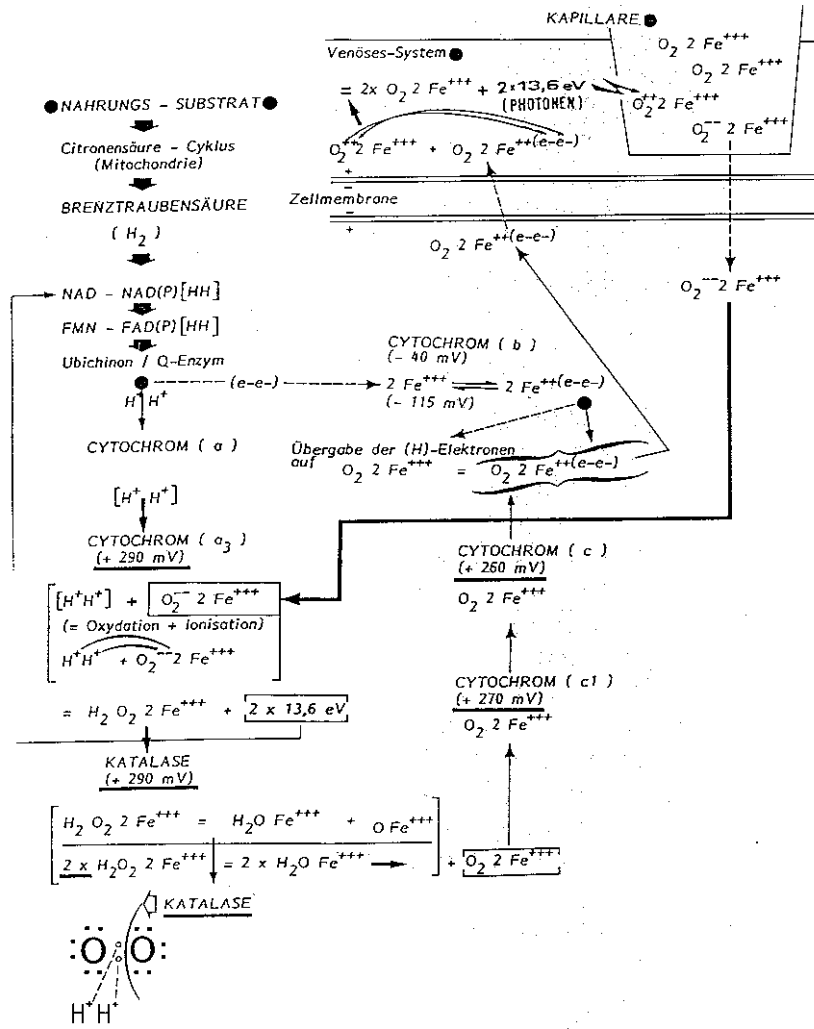 KAPILLARE ●
O₂ 2 Fe⁺⁺⁺
O₂ 2 Fe⁺⁺⁺
O₂⁺⁺ 2 Fe⁺⁺⁺
O₂⁻⁻ 2 Fe⁺⁺⁺
Venöses-System ●
= 2x O₂ 2 Fe⁺⁺⁺ + 2x13,6 eV
(PHOTONEN)
O₂⁺⁺ 2 Fe⁺⁺⁺ + O₂ 2 Fe⁺⁺(e-e-)
+
-
Zellmembrane
-
+
O₂ 2 Fe⁺⁺(e-e-)
O₂⁻⁻ 2 Fe⁺⁺⁺
● NAHRUNGS - SUBSTRAT ●
Citronensäure - Cyklus
(Mitochondrie)
BRENZTRAUBENSÄURE
( H₂ )
NAD - NAD(P) [HH]
FMN - FAD(P) [HH]
Ubichinon / Q-Enzym
(e-e-)
H⁺ H⁺
CYTOCHROM ( b )
(- 40 mV)
2 Fe⁺⁺⁺ ⇌ 2 Fe⁺⁺(e-e-)
(- 115 mV)
CYTOCHROM ( a )
Übergabe der (H)-Elektronen
auf O₂ 2 Fe⁺⁺⁺ = O₂ 2 Fe⁺⁺(e-e-)
[H⁺ H⁺]
CYTOCHROM ( a₃ )
(+ 290 mV)
[H⁺H⁺] + O₂⁻⁻ 2 Fe⁺⁺⁺
(= Oxydation + Ionisation)
H⁺H⁺ + O₂⁻⁻ 2 Fe⁺⁺⁺
= H₂ O₂ 2 Fe⁺⁺⁺ + 2 x 13,6 eV
CYTOCHROM ( c )
(+ 260 mV)
O₂ 2 Fe⁺⁺⁺
CYTOCHROM ( c1 )
(+ 270 mV)
O₂ 2 Fe⁺⁺⁺
KATALASE
(+ 290 mV)
H₂ O₂ 2 Fe⁺⁺⁺ = H₂O Fe⁺⁺⁺ + O Fe⁺⁺⁺
2 x H₂O₂ 2 Fe⁺⁺⁺ = 2 x H₂O Fe⁺⁺⁺ → + O₂ 2 Fe⁺⁺⁺
KATALASE
:O:O:
H⁺ H⁺